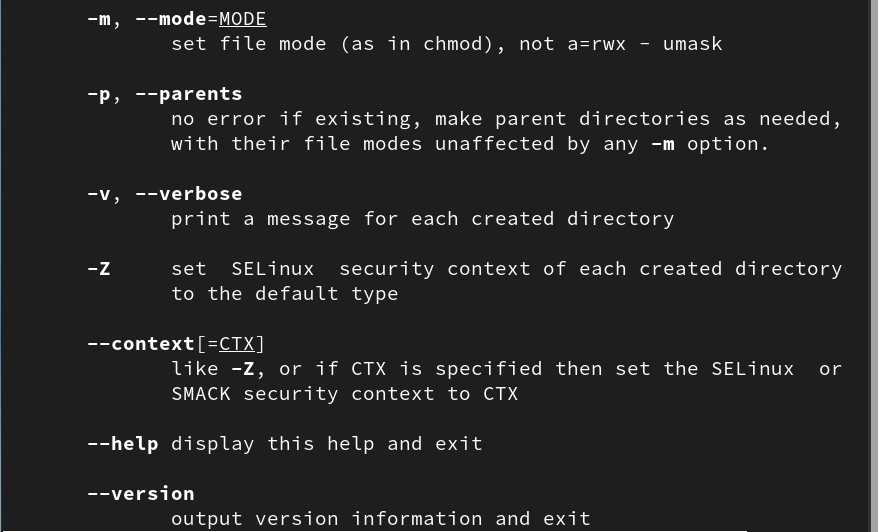 -m, --mode=MODE
set file mode (as in chmod), not a=rwx - umask
-p, --parents
no error if existing, make parent directories as needed,
with their file modes unaffected by any -m option.
-v, --verbose
print a message for each created directory
-Z set SELinux security context of each created directory
to the default type
--context[=CTX]
like -Z, or if CTX is specified then set the SELinux or
SMACK security context to CTX
--help display this help and exit
--version
output version information and exit